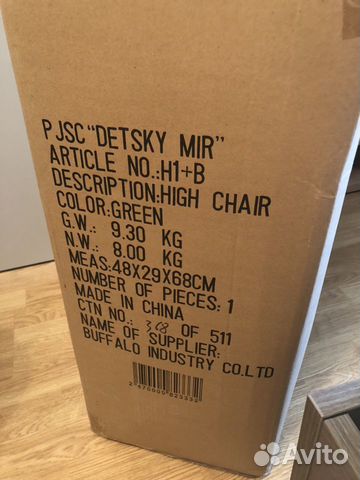 PJSC "DETSKY MIR"
ARTICLE NO.:H1+B
DESCRIPTION:HIGH CHAIR
COLOR:GREEN
G.W.: 9.30 KG
N.W.: 8.00 KG
MEAS:48X29X68CM
NUMBER OF PIECES:1
MADE IN CHINA
CTN NO.: 368 OF 511
NAME OF SUPPLIER:
BUFFALO INDUSTRY CO.LTD
Avito